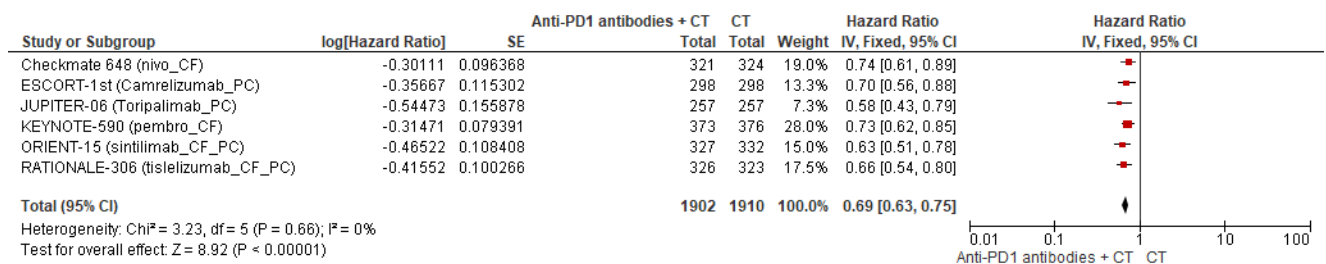 Anti-PD1 antibodies + CT CT Hazard Ratio Hazard Ratio
Study or Subgroup log[Hazard Ratio] SE Total Total Weight IV, Fixed, 95% CI IV, Fixed, 95% CI
Checkmate 648 (nivo_CF) -0.30111 0.096368 321 324 19.0% 0.74 [0.61, 0.89]
ESCORT-1st (Camrelizumab_PC) -0.35667 0.115302 298 298 13.3% 0.70 [0.56, 0.88]
JUPITER-06 (Toripalimab_PC) -0.54473 0.155878 257 257 7.3% 0.58 [0.43, 0.79]
KEYNOTE-590 (pembro_CF) -0.31471 0.079391 373 376 28.0% 0.73 [0.62, 0.85]
ORIENT-15 (sintilimab_CF_PC) -0.46522 0.108408 327 332 15.0% 0.63 [0.51, 0.78]
RATIONALE-306 (tislelizumab_CF_PC) -0.41552 0.100266 326 323 17.5% 0.66 [0.54, 0.80]
Total (95% CI) 1902 1910 100.0% 0.69 [0.63, 0.75]
Heterogeneity: Chi² = 3.23, df = 5 (P = 0.66); I² = 0%
Test for overall effect: Z = 8.92 (P < 0.00001)
0.01 0.1 1 10 100
Anti-PD1 antibodies + CT CT